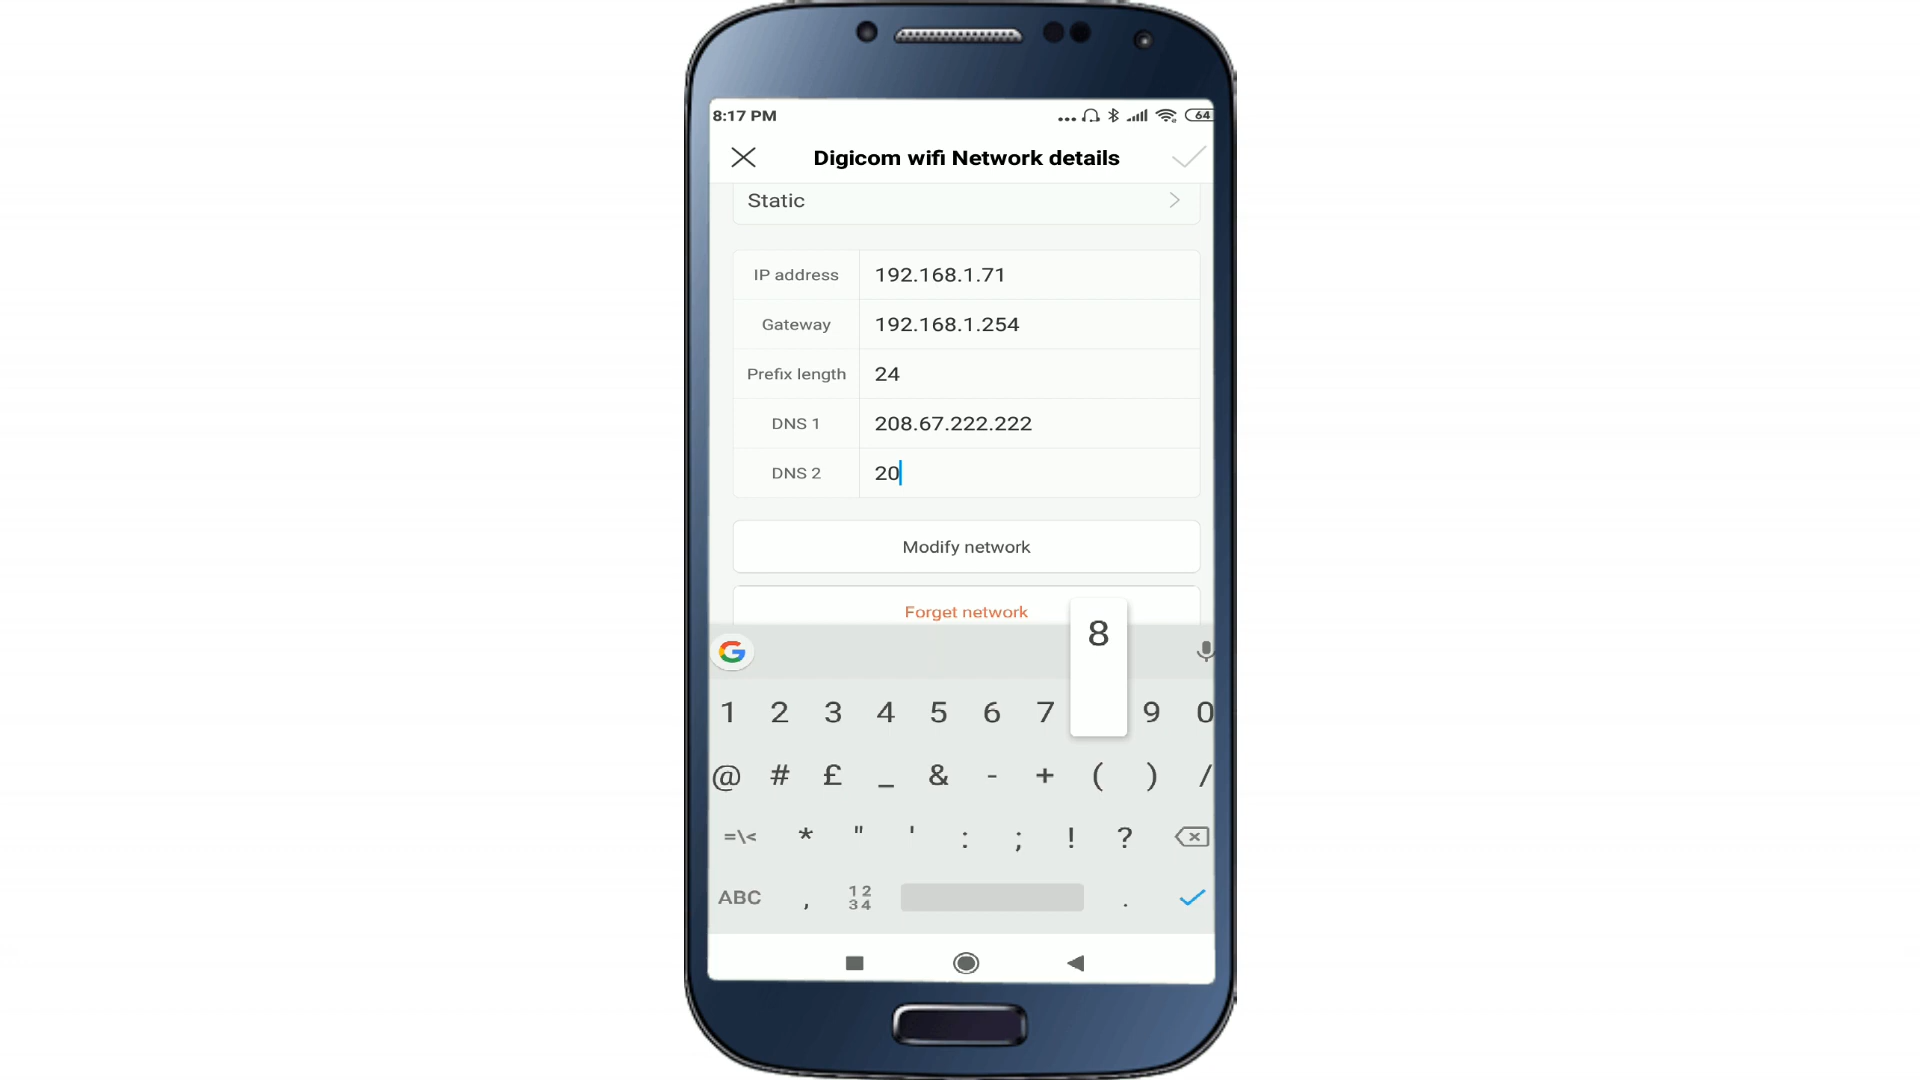 8:17 PM 64
Digicom wifi Network details
Static
IP address 192.168.1.71
Gateway 192.168.1.254
Prefix length 24
DNS 1 208.67.222.222
DNS 2 20
Modify network
Forget network
8
G
1 2 3 4 5 6 7 9 0
@ # £ _ & - + ( ) /
=\< * " ' : ; ! ?
ABC , 1 2 3 4 .